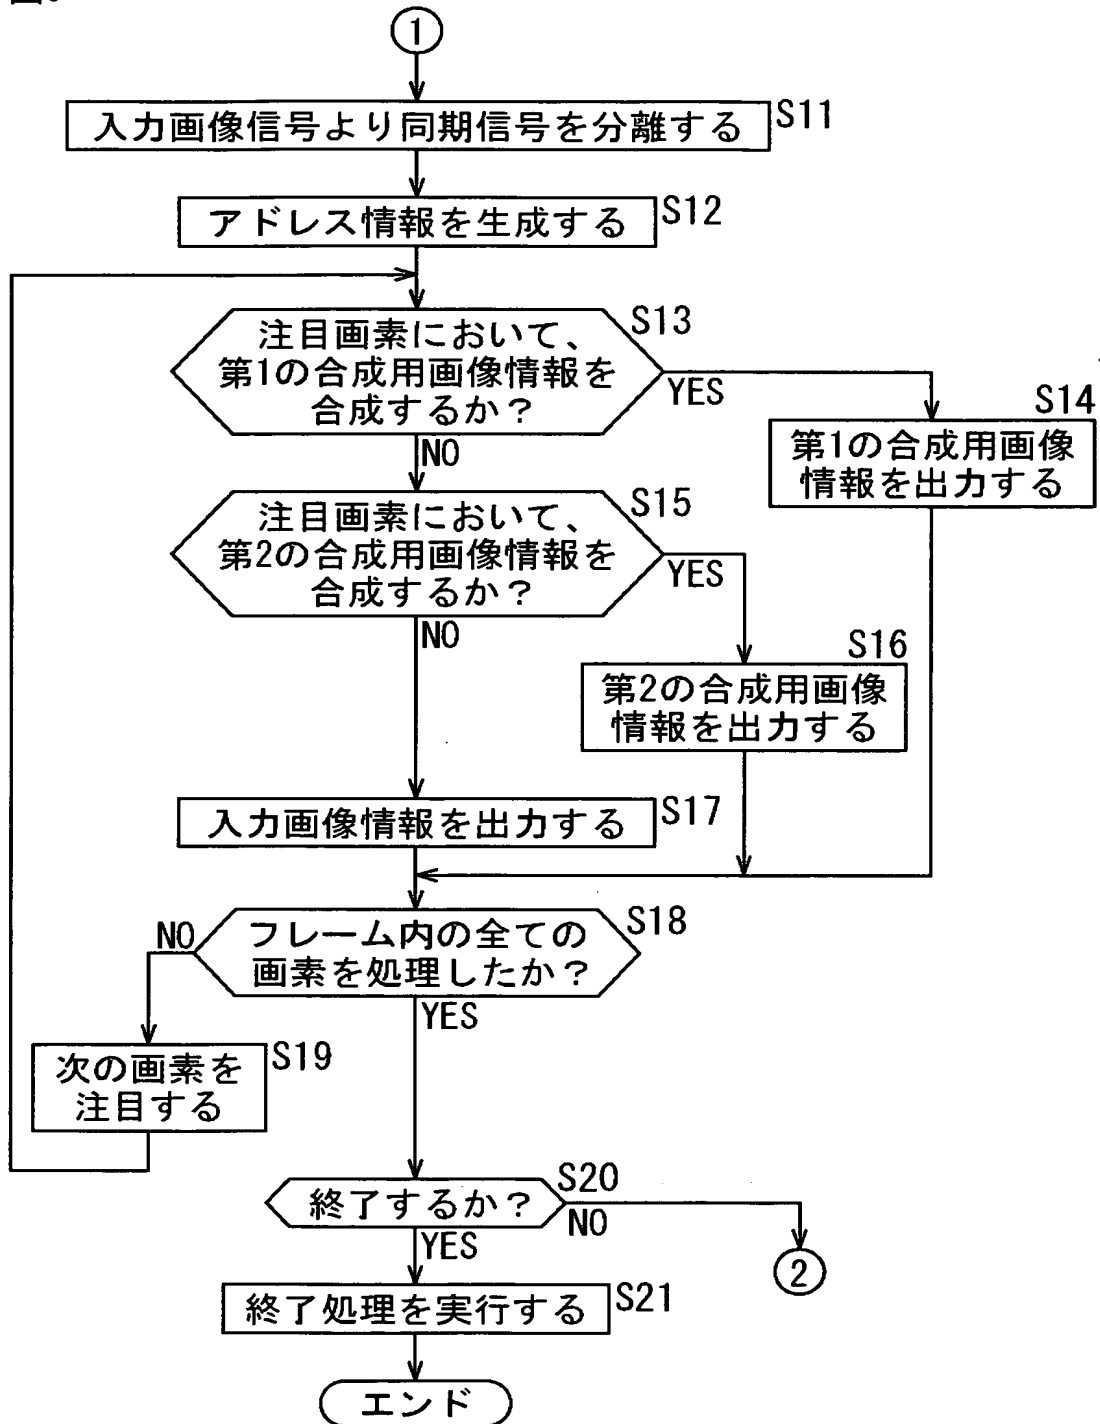 ①
入力画像信号より同期信号を分離する S11
アドレス情報を生成する S12
注目画素において、
第1の合成用画像情報を
合成するか？
S13
YES
NO
S14
第1の合成用画像
情報を出力する
注目画素において、
第2の合成用画像情報を
合成するか？
S15
YES
NO
S16
第2の合成用画像
情報を出力する
入力画像情報を出力する S17
フレーム内の全ての
画素を処理したか？
S18
NO
YES
次の画素を
注目する
S19
終了するか？ S20
NO
YES
②
終了処理を実行する S21
エンド